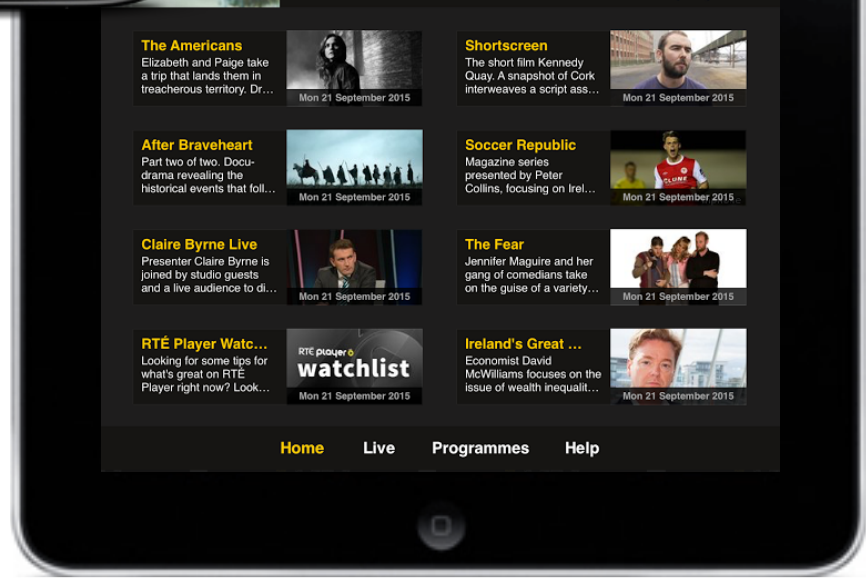 The Americans
Elizabeth and Paige take
a trip that lands them in
treacherous territory. Dr...
Mon 21 September 2015
Shortscreen
The short film Kennedy
Quay. A snapshot of Cork
interweaves a script ass...
Mon 21 September 2015
After Braveheart
Part two of two. Docu-
drama revealing the
historical events that foll...
Mon 21 September 2015
Soccer Republic
Magazine series
presented by Peter
Collins, focusing on Irel...
Mon 21 September 2015
Claire Byrne Live
Presenter Claire Byrne is
joined by studio guests
and a live audience to di...
Mon 21 September 2015
The Fear
Jennifer Maguire and her
gang of comedians take
on the guise of a variety...
Mon 21 September 2015
RTÉ Player Watc...
Looking for some tips for
what's great on RTÉ
Player right now? Look...
RTÉ player
watchlist
Mon 21 September 2015
Ireland's Great ...
Economist David
McWilliams focuses on the
issue of wealth inequalit...
Mon 21 September 2015
Home Live Programmes Help